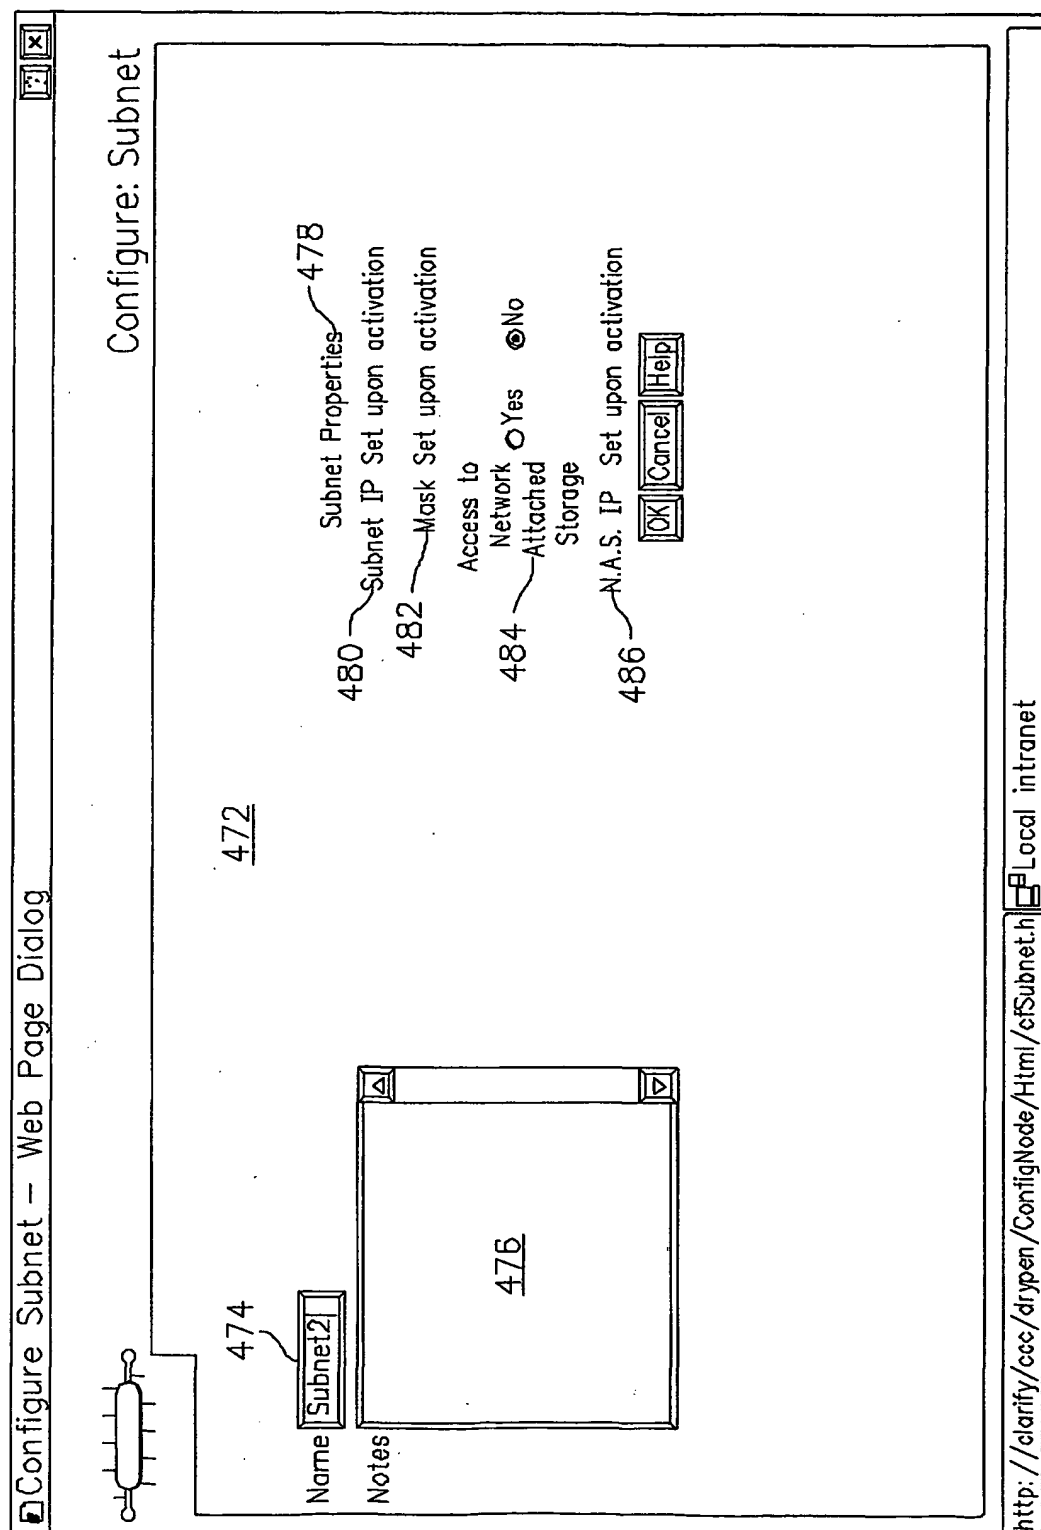 Configure Subnet — Web Page Dialog
? x
Configure: Subnet
472
474
Name Subnet2
Notes
476
Subnet Properties 478
480 Subnet IP Set upon activation
482 Mask Set upon activation
Access to
Network Yes No
484 Attached
Storage
486 N.A.S. IP Set upon activation
OK Cancel Help
http://clarify/ccc/drypen/ConfigNode/Html/cfSubnet.h Local intranet